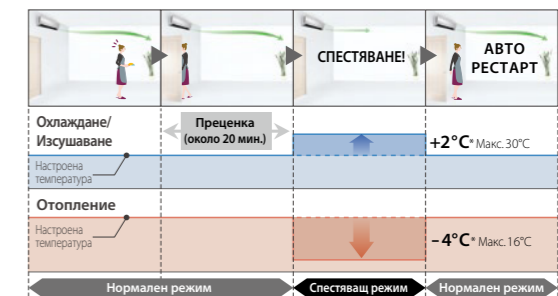 СПЕСТЯВАНЕ!
АВТО
РЕСТАРТ
Охлаждане/
Изсушаване
Преценка
(около 20 мин.)
+2°C* Макс. 30°C
Настроена
температура
Отопление
Настроена
температура
–4°C* Макс. 16°C
Нормален режим
Спестяващ режим
Нормален режим